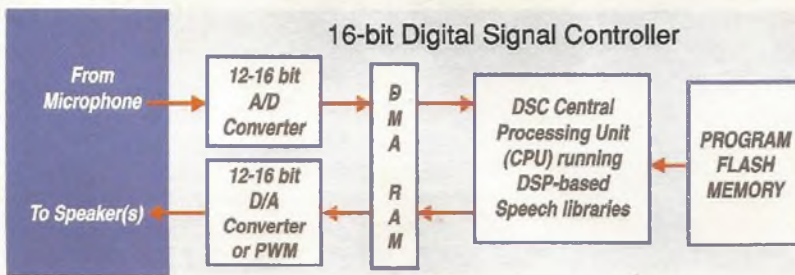 16-bit Digital Signal Controller
From
Microphone
12-16 bit
A/D
Converter
To Speaker(s)
12-16 bit
D/A
Converter
or PWM
D
M
A
R
A
M
DSC Central
Processing Unit
(CPU) running
DSP-based
Speech libraries
PROGRAM
FLASH
MEMORY